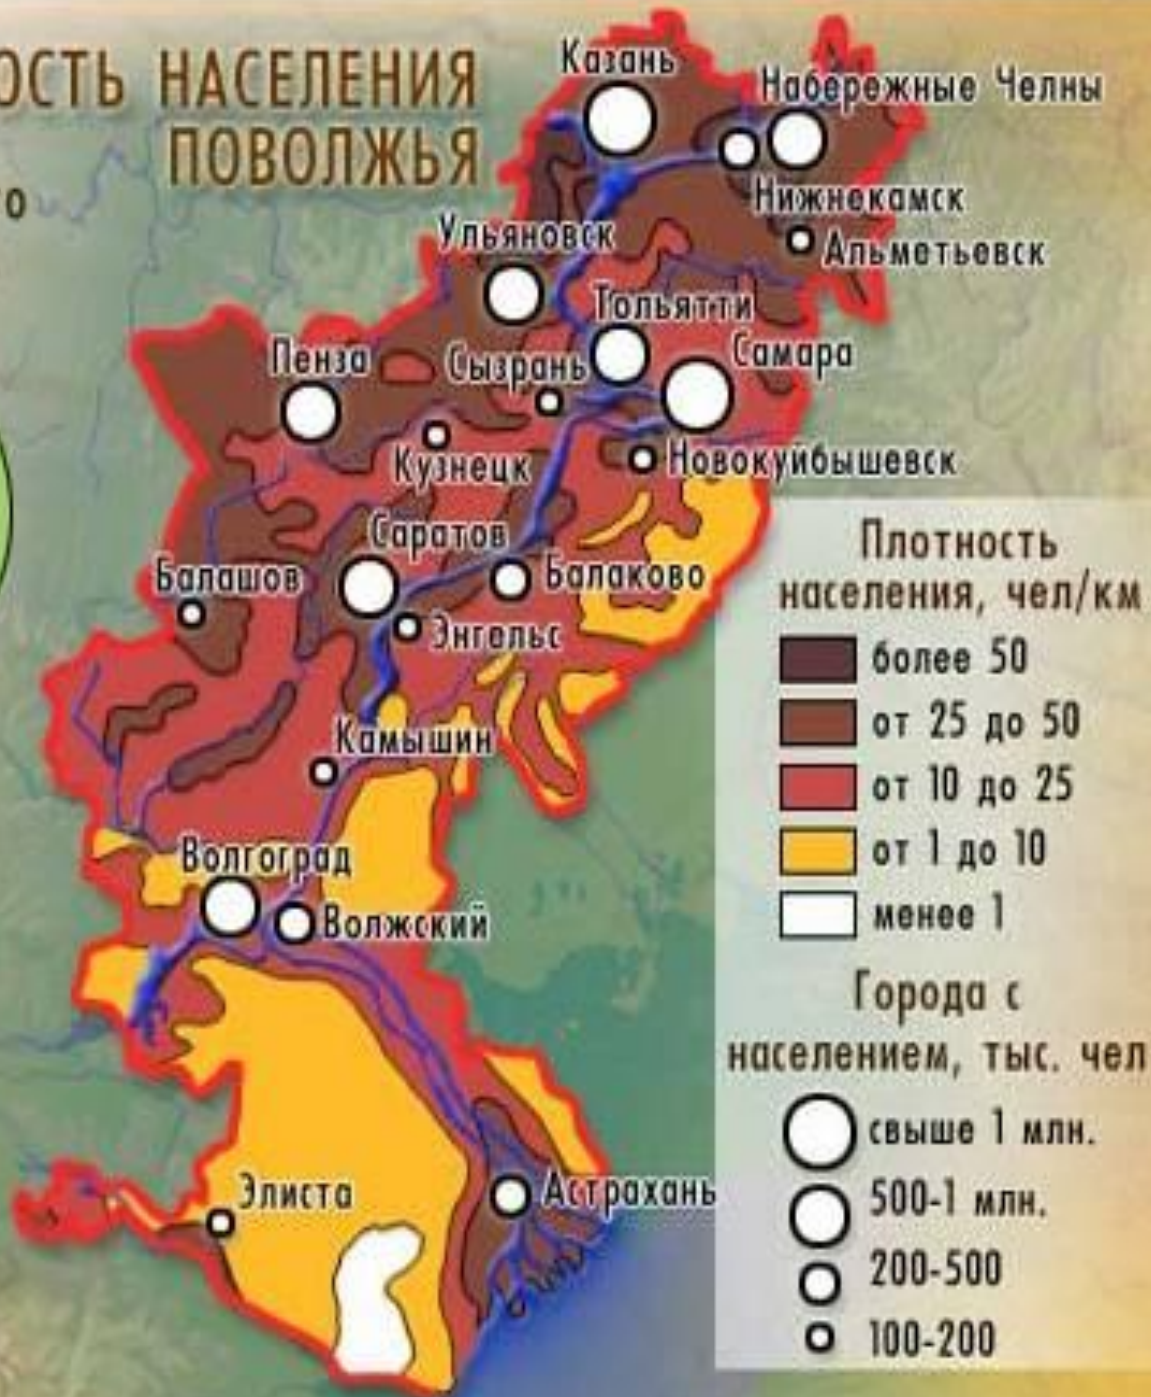 ОСТЬ НАСЕЛЕНИЯ
ПОВОЛЖЬЯ
го
Казань
Набережные Челны
Нижнекамск
Альметьевск
Ульяновск
Тольятти
Самара
Пенза
Сызрань
Кузнецк
Новокуйбышевск
Саратов
Балашов
Балаково
Энгельс
Камышин
Волгоград
Волжский
Элиста
Астрахань
Плотность
населения, чел/км
более 50
от 25 до 50
от 10 до 25
от 1 до 10
менее 1
Города с
населением, тыс. чел
свыше 1 млн.
500-1 млн.
200-500
100-200